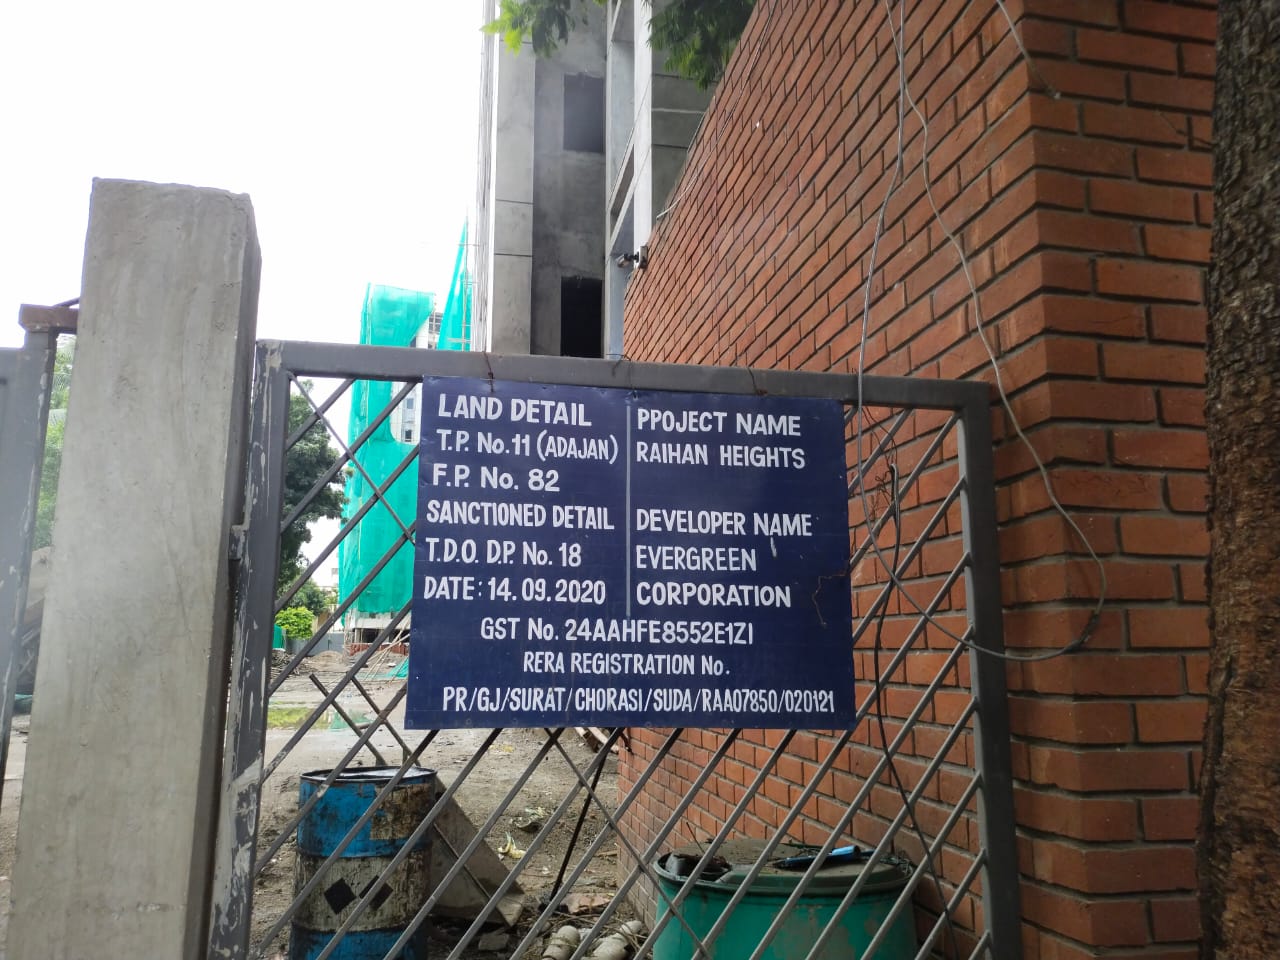 LAND DETAIL
T.P. No. 11 (ADAJAN)
F.P. No. 82
SANCTIONED DETAIL
T.D.O. D.P. No. 18
DATE: 14.09.2020
PPOJECT NAME
RAIHAN HEIGHTS
DEVELOPER NAME
EVERGREEN
CORPORATION
GST No. 24AAHFE8552E1ZI
RERA REGISTRATION No.
PR/GJ/SURAT/CHORASI/SUDA/RAA07850/020121